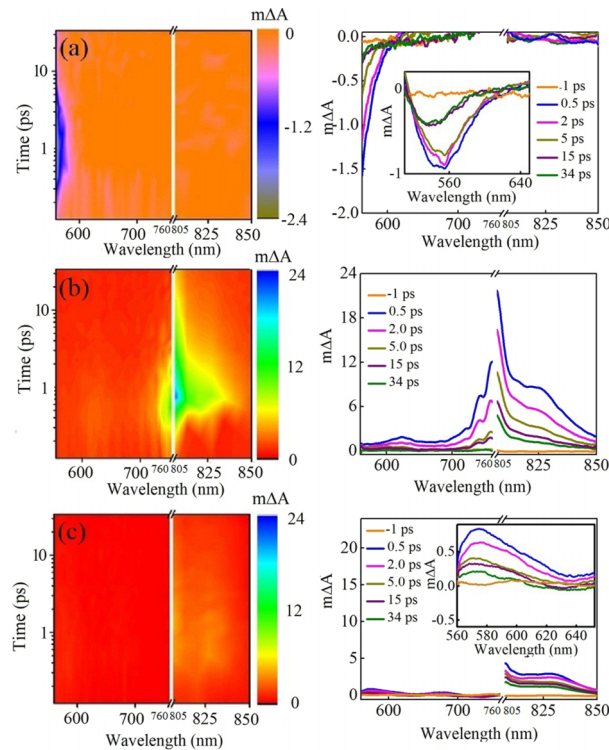 (a)
mΔA
0
-1.2
-2.4
Time (ps)
10
1
600
700
760
805
825
850
Wavelength (nm)
0.0
-0.5
-1.0
-1.5
-2.0
mΔA
0
-1
mΔA
560
640
Wavelength (nm)
-1 ps
0.5 ps
2 ps
5 ps
15 ps
34 ps
600
700
760
805
825
850
Wavelength (nm)
(b)
mΔA
24
12
0
Time (ps)
10
1
600
700
760
805
825
850
Wavelength (nm)
24
18
12
6
0
mΔA
-1 ps
0.5 ps
2.0 ps
5.0 ps
15 ps
34 ps
600
700
760
805
825
850
Wavelength (nm)
(c)
mΔA
24
12
0
Time (ps)
10
1
600
700
760
805
825
850
Wavelength (nm)
20
15
10
5
0
mΔA
-1 ps
0.5 ps
2.0 ps
5.0 ps
15 ps
34 ps
0.5
0.0
-0.5
mΔA
560
580
600
620
640
Wavelength (nm)
600
700
760
805
825
850
Wavelength (nm)